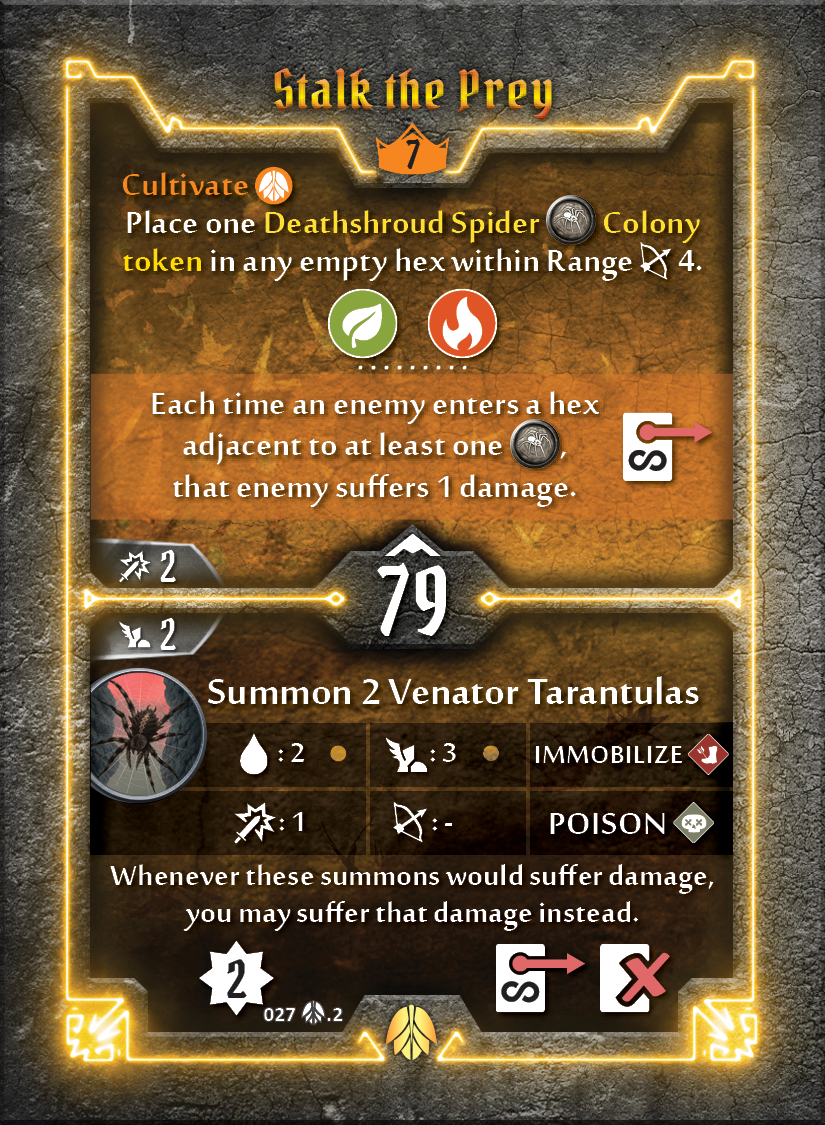 Stalk the Prey
7
Cultivate
Place one Deathshroud Spider Colony
token in any empty hex within Range 4.
Each time an enemy enters a hex
adjacent to at least one ,
that enemy suffers 1 damage.
2
79
2
Summon 2 Venator Tarantulas
: 2 : 3 IMMOBILIZE
: 1 : - POISON
Whenever these summons would suffer damage,
you may suffer that damage instead.
2
027 .2